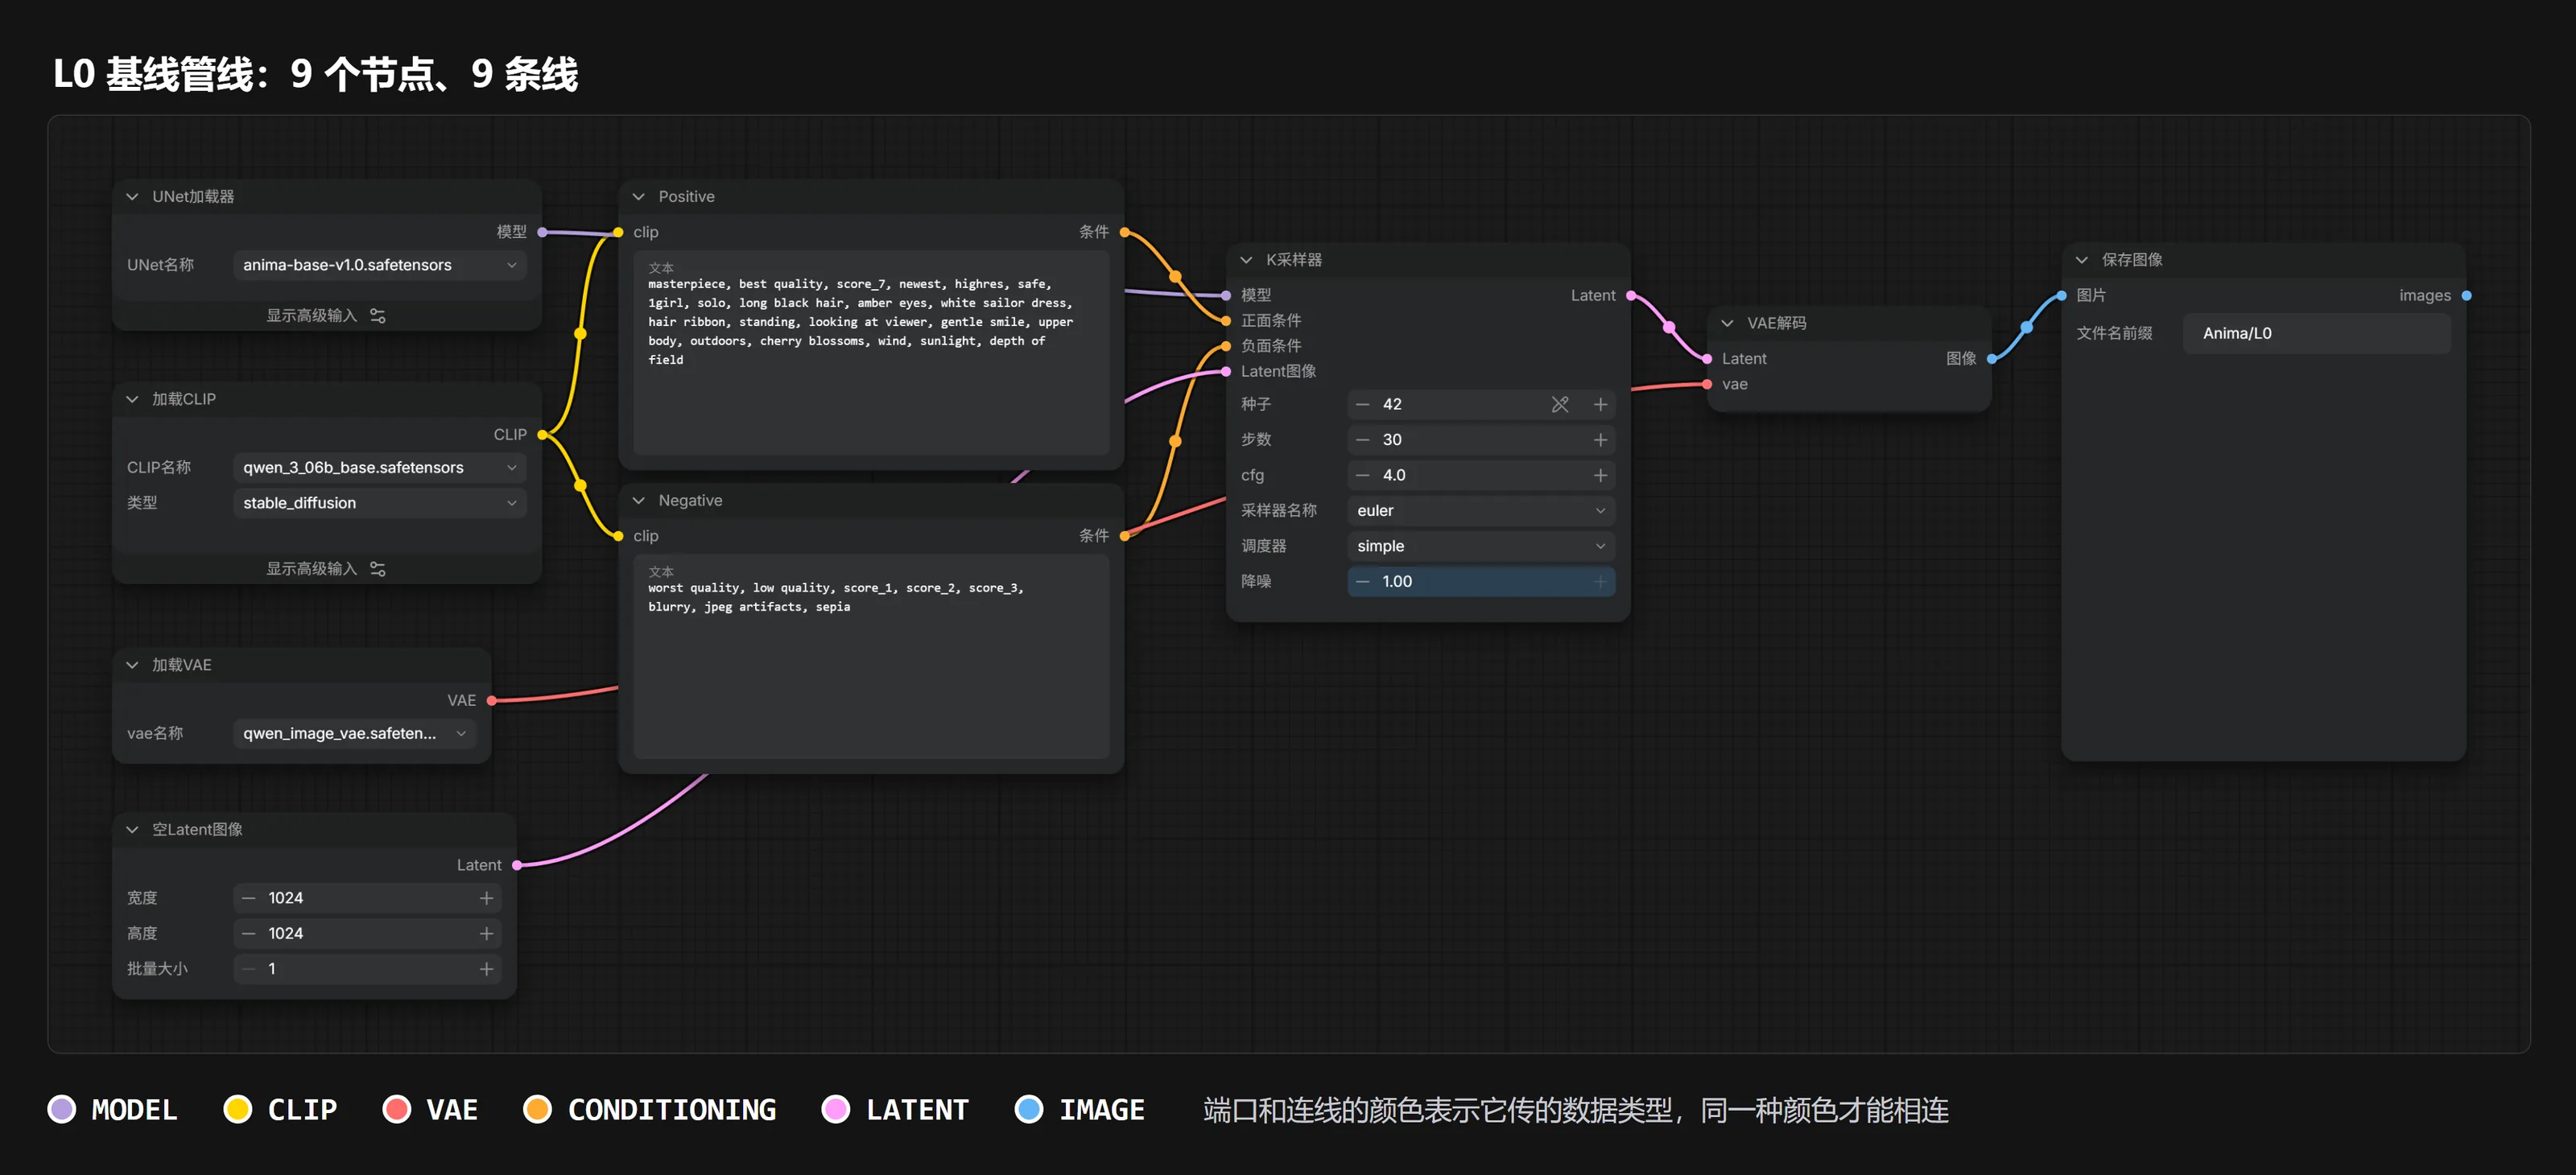 L0 基线管线：9 个节点、9 条线
UNet加载器
模型
UNet名称
anima-base-v1.0.safetensors
显示高级输入
加载CLIP
CLIP
CLIP名称
qwen_3_06b_base.safetensors
类型
stable_diffusion
显示高级输入
加载VAE
VAE
vae名称
qwen_image_vae.safeten...
空Latent图像
Latent
宽度
1024
高度
1024
批量大小
1
Positive
clip
条件
文本
masterpiece, best quality, score_7, newest, highres, safe,
1girl, solo, long black hair, amber eyes, white sailor dress,
hair ribbon, standing, looking at viewer, gentle smile, upper
body, outdoors, cherry blossoms, wind, sunlight, depth of
field
Negative
clip
条件
文本
worst quality, low quality, score_1, score_2, score_3,
blurry, jpeg artifacts, sepia
K采样器
模型
Latent
正面条件
负面条件
Latent图像
种子
42
步数
30
cfg
4.0
采样器名称
euler
调度器
simple
降噪
1.00
VAE解码
Latent
图像
vae
保存图像
图片
images
文件名前缀
Anima/L0
MODEL
CLIP
VAE
CONDITIONING
LATENT
IMAGE
端口和连线的颜色表示它传的数据类型，同一种颜色才能相连